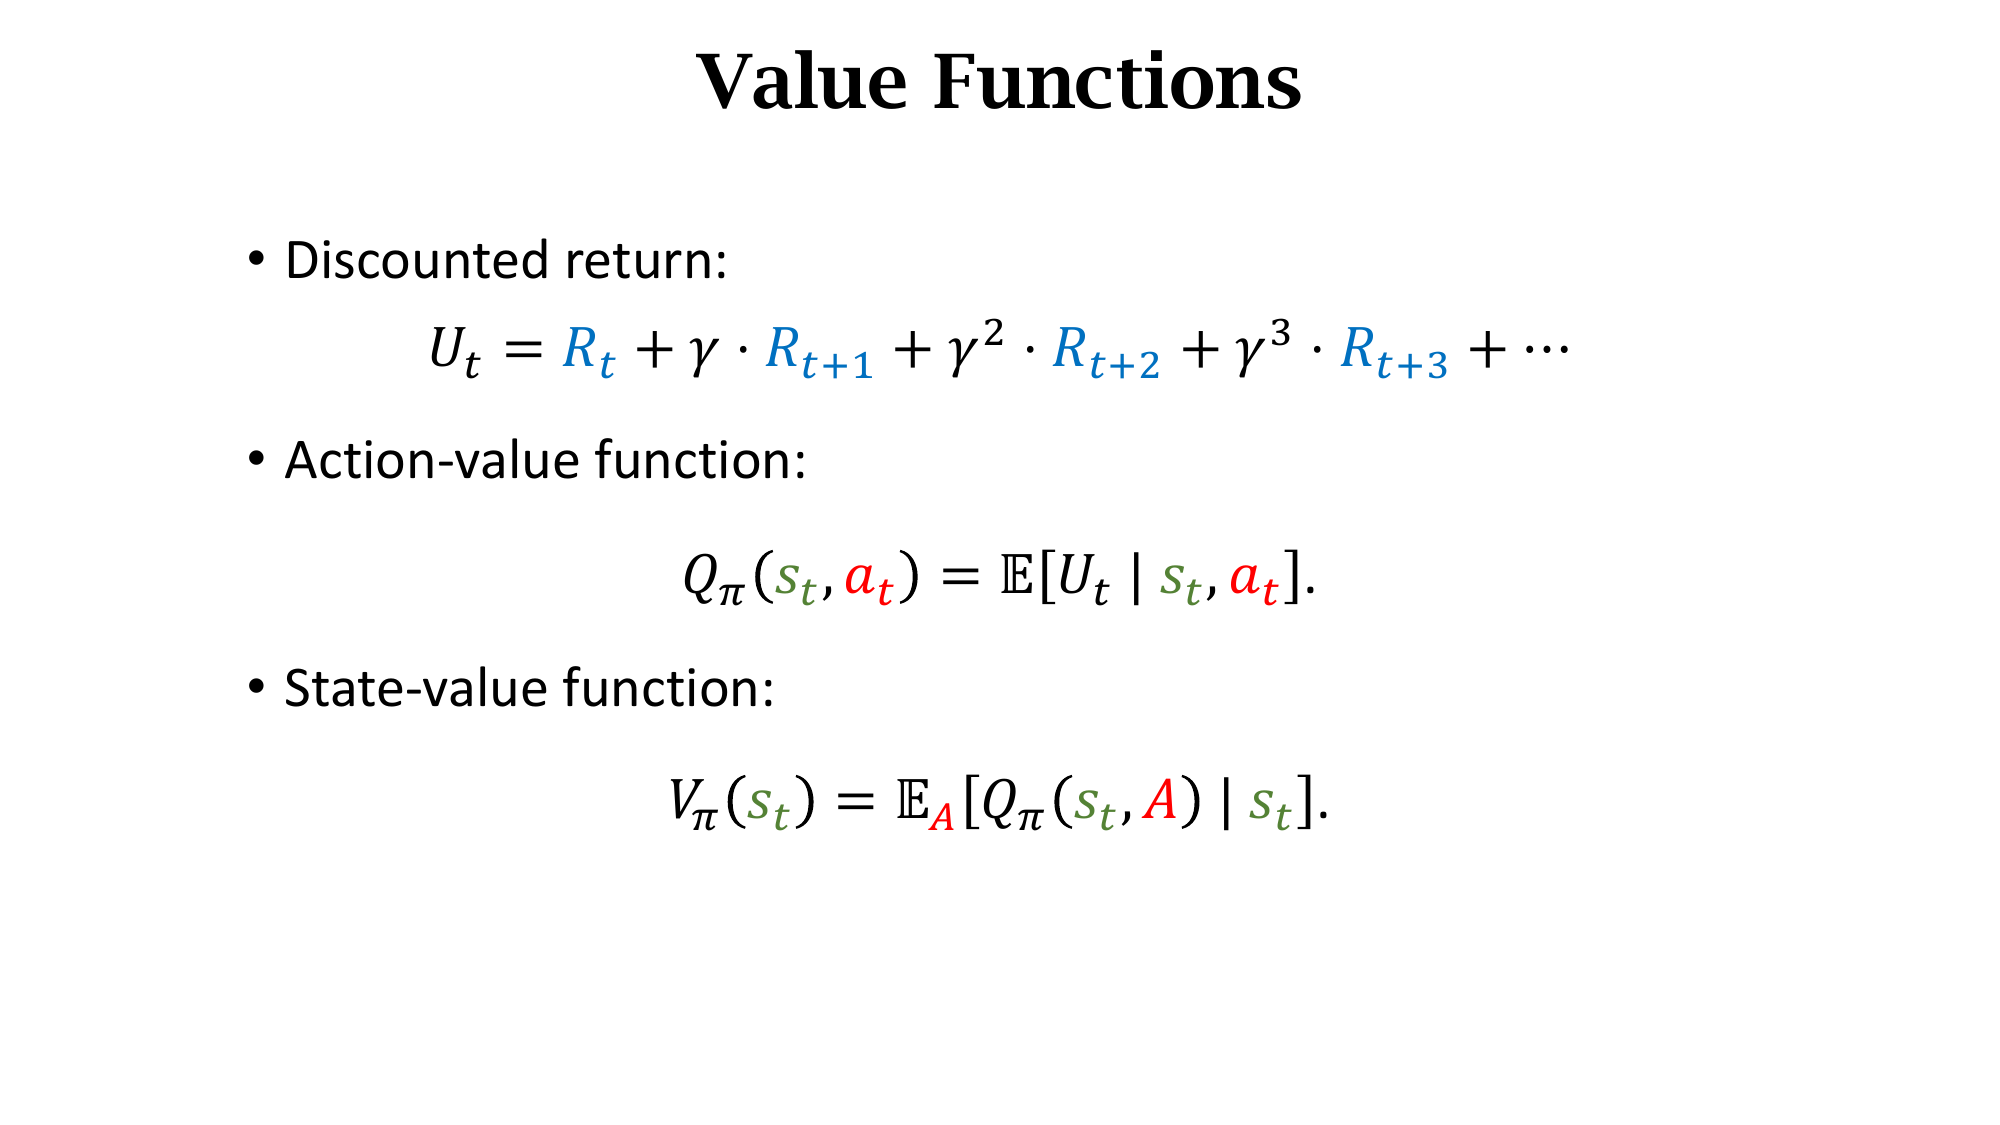 Value Functions
• Discounted return:
$U_t = R_t + \gamma \cdot R_{t+1} + \gamma^2 \cdot R_{t+2} + \gamma^3 \cdot R_{t+3} + \cdots$
• Action-value function:
$Q_\pi(s_t, a_t) = \mathbb{E}[U_t \mid s_t, a_t].$
• State-value function:
$V_\pi(s_t) = \mathbb{E}_A[Q_\pi(s_t, A) \mid s_t].$